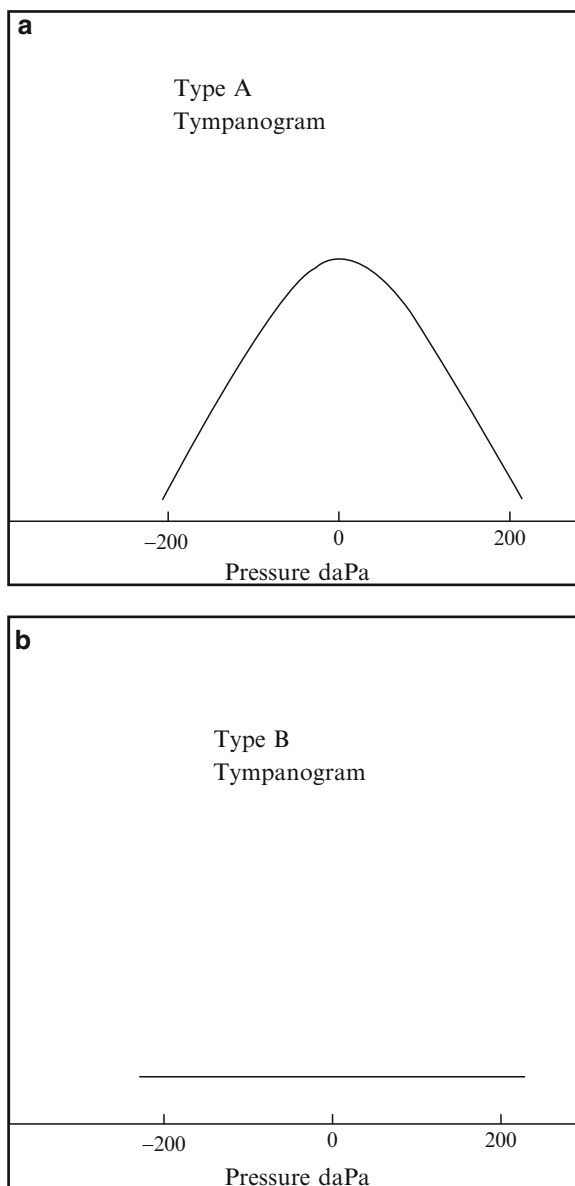 a
Type A
Tympanogram
–200 0 200
Pressure daPa
b
Type B
Tympanogram
–200 0 200
Pressure daPa